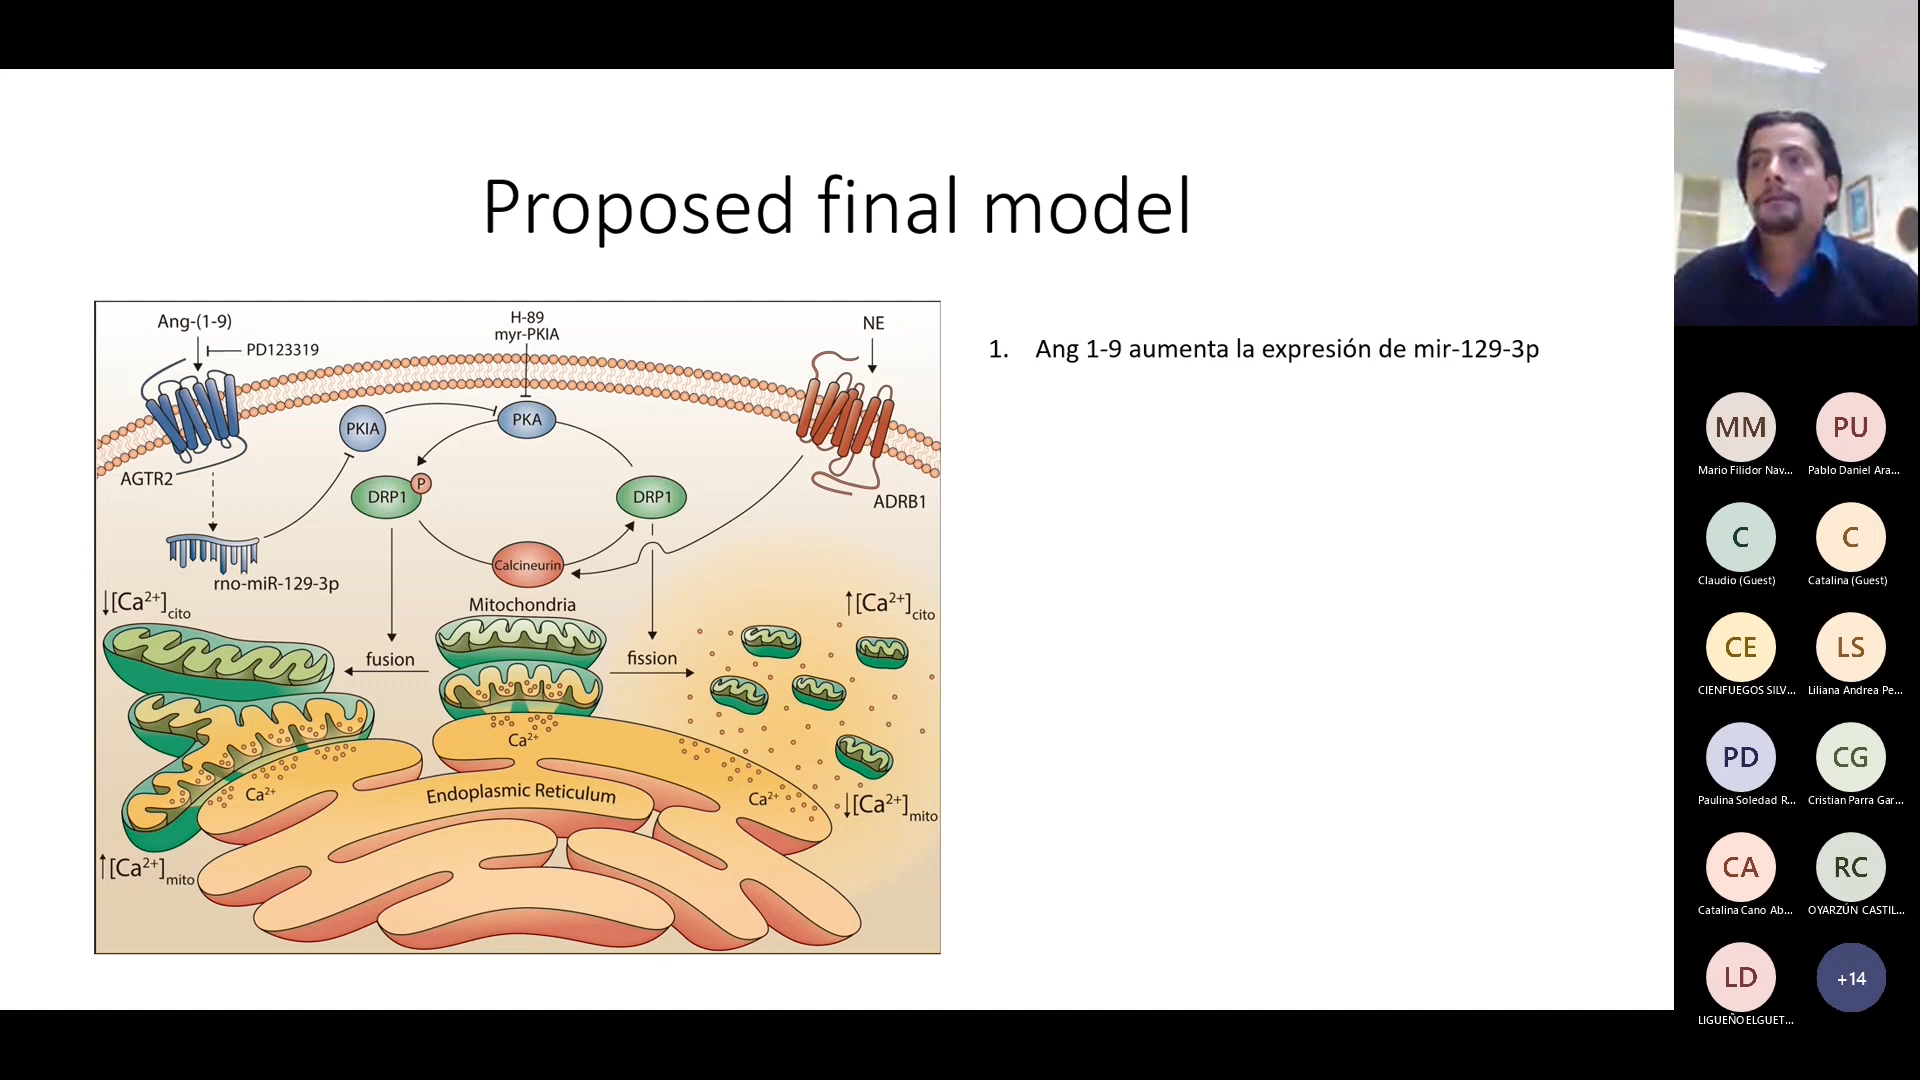 Proposed final model
Ang-(1-9)
PD123319
H-89
myr-PKIA
NE
PKIA
PKA
AGTR2
DRP1
P
DRP1
ADRB1
rno-miR-129-3p
Calcineurin
Mitochondria
↓[Ca²⁺]cito
↑[Ca²⁺]cito
fusion
fission
Ca²⁺
Ca²⁺
Endoplasmic Reticulum
Ca²⁺
↓[Ca²⁺]mito
↑[Ca²⁺]mito
1. Ang 1-9 aumenta la expresión de mir-129-3p
MM
PU
Mario Filidor Nav...
Pablo Daniel Ara...
C
C
Claudio (Guest)
Catalina (Guest)
CE
LS
CIENFUEGOS SILV...
Liliana Andrea Pe...
PD
CG
Paulina Soledad R...
Cristian Parra Gar...
CA
RC
Catalina Cano Ab...
OYARZÚN CASTIL...
LD
+14
LIGUEÑO ELGUET...